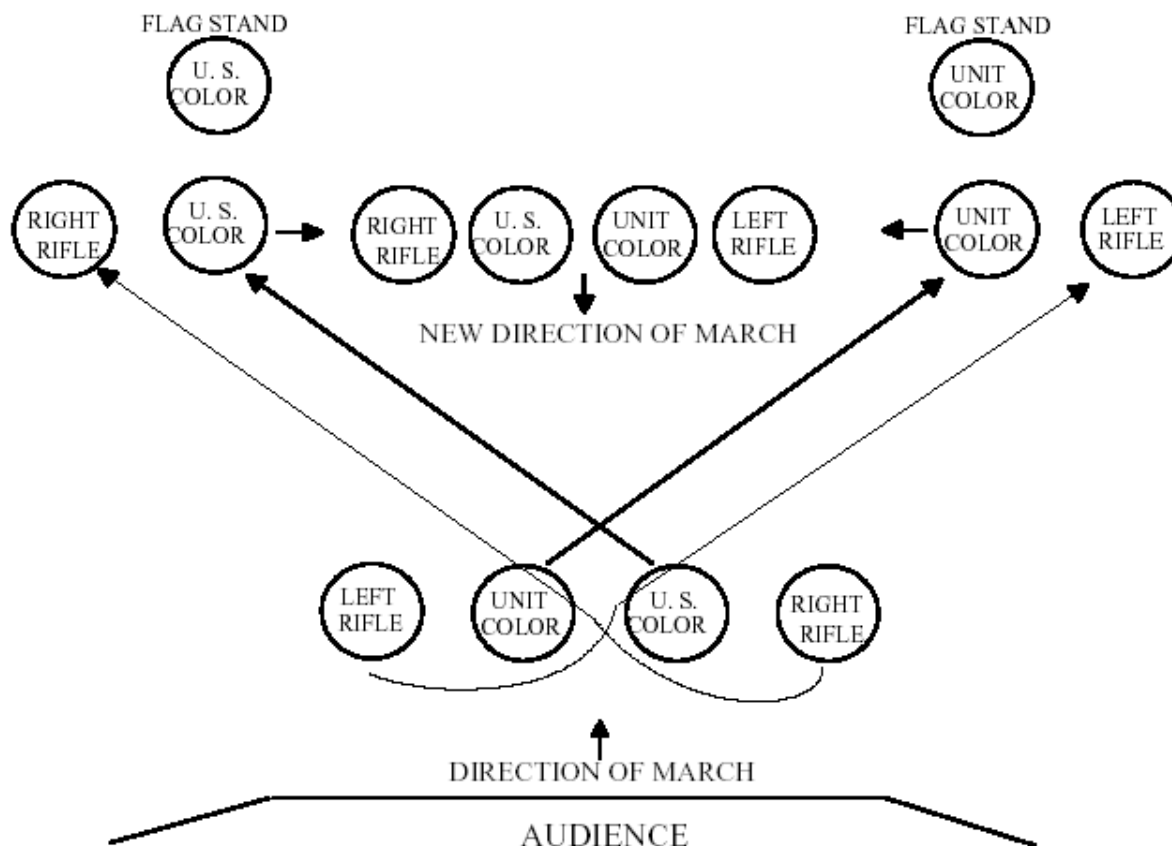 FLAG STAND
FLAG STAND
U. S.
COLOR
UNIT
COLOR
RIGHT
RIFLE
U. S.
COLOR
RIGHT
RIFLE
U. S.
COLOR
UNIT
COLOR
LEFT
RIFLE
UNIT
COLOR
LEFT
RIFLE
NEW DIRECTION OF MARCH
LEFT
RIFLE
UNIT
COLOR
U. S.
COLOR
RIGHT
RIFLE
DIRECTION OF MARCH
AUDIENCE